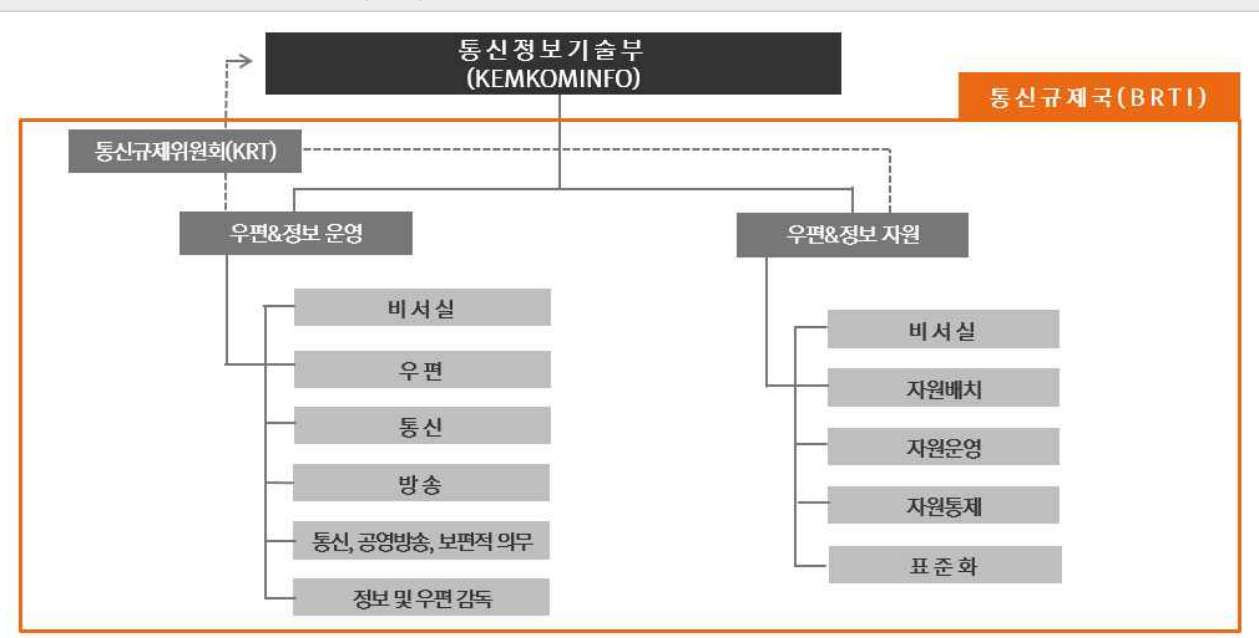 통신정보기술부
(KEMKOMINFO)
통신규제국(BRTI)
통신규제위원회(KRT)
우편&정보 운영
우편&정보 자원
비서실
우편
통신
방송
통신, 공영방송, 보편적 의무
정보 및 우편 감독
비서실
자원배치
자원운영
자원통제
표준화